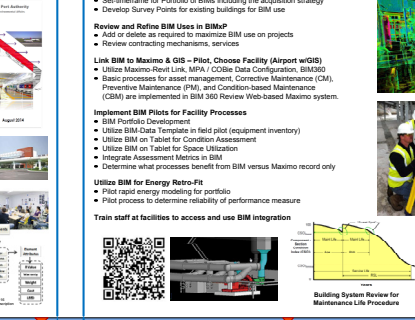 Port Authority
August 2014
Set-timeframe for Portfolio of BIMs including the acquisition strategy
Develop Survey Points for existing buildings for BIM use
Review and Refine BIM Uses in BIMxP
Add or delete as required to maximize BIM use on projects
Review contracting mechanisms, services
Link BIM to Maximo & GIS – Pilot, Choose Facility (Airport w/GIS)
Utilize Maximo-Revit Link, MPA / COBie Data Configuration, BIM360
Basic processes for asset management, Corrective Maintenance (CM),
Preventive Maintenance (PM), and Condition-based Maintenance
(CBM) are implemented in BIM 360 Review Web-based Maximo system.
Implement BIM Pilots for Facility Processes
BIM Portfolio Development
Utilize BIM-Data Template in field pilot (equipment inventory)
Utilize BIM on Tablet for Condition Assessment
Utilize BIM on Tablet for Space Utilization
Integrate Assessment Metrics in BIM
Determine what processes benefit from BIM versus Maximo record only
Utilize BIM for Energy Retro-Fit
Pilot rapid energy modeling for portfolio
Pilot process to determine reliability of performance measure
Train staff at facilities to access and use BIM integration
Building System Review for
Maintenance Life Procedure